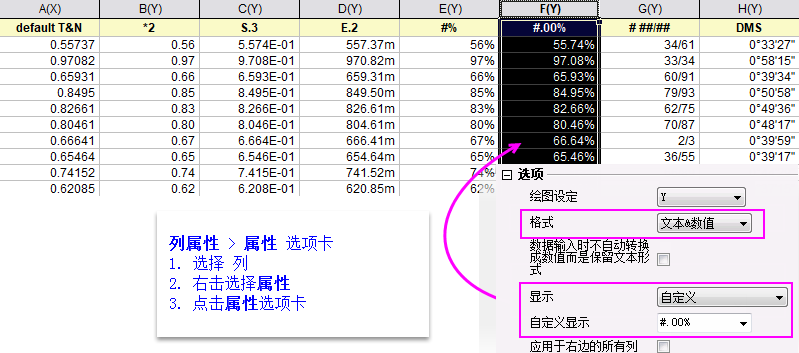 A(X) B(Y) C(Y) D(Y) E(Y) F(Y) G(Y) H(Y)
default T&N *2 S.3 E.2 #% #.00% # ##/## DMS
0.55737 0.56 5.574E-01 557.37m 56% 55.74% 34/61 0°33'27"
0.97082 0.97 9.708E-01 970.82m 97% 97.08% 33/34 0°58'15"
0.65931 0.66 6.593E-01 659.31m 66% 65.93% 60/91 0°39'34"
0.8495 0.85 8.495E-01 849.50m 85% 84.95% 79/93 0°50'58"
0.82661 0.83 8.266E-01 826.61m 83% 82.66% 62/75 0°49'36"
0.80461 0.80 8.046E-01 804.61m 80% 80.46% 70/87 0°48'17"
0.66641 0.67 6.664E-01 666.41m 67% 66.64% 2/3 0°39'59"
0.65464 0.65 6.546E-01 654.64m 65% 65.46% 36/55 0°39'17"
0.74152 0.74 7.415E-01 741.52m 74%
0.62085 0.62 6.208E-01 620.85m 62%
列属性 > 属性 选项卡
1. 选择 列
2. 右击选择属性
3. 点击属性选项卡
选项
绘图设定 Y
格式 文本&数值
数据输入时不自动转换
成数值而是保留文本形
式
显示 自定义
自定义显示 #.00%
应用于右边的所有列